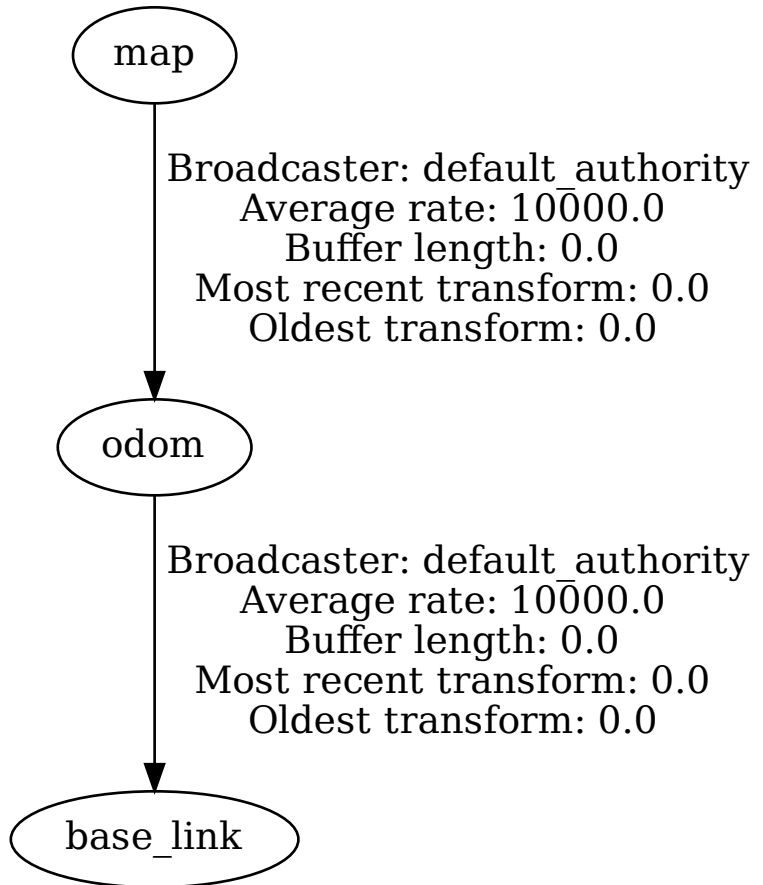 map
Broadcaster: default_authority
Average rate: 10000.0
Buffer length: 0.0
Most recent transform: 0.0
Oldest transform: 0.0
odom
Broadcaster: default_authority
Average rate: 10000.0
Buffer length: 0.0
Most recent transform: 0.0
Oldest transform: 0.0
base_link